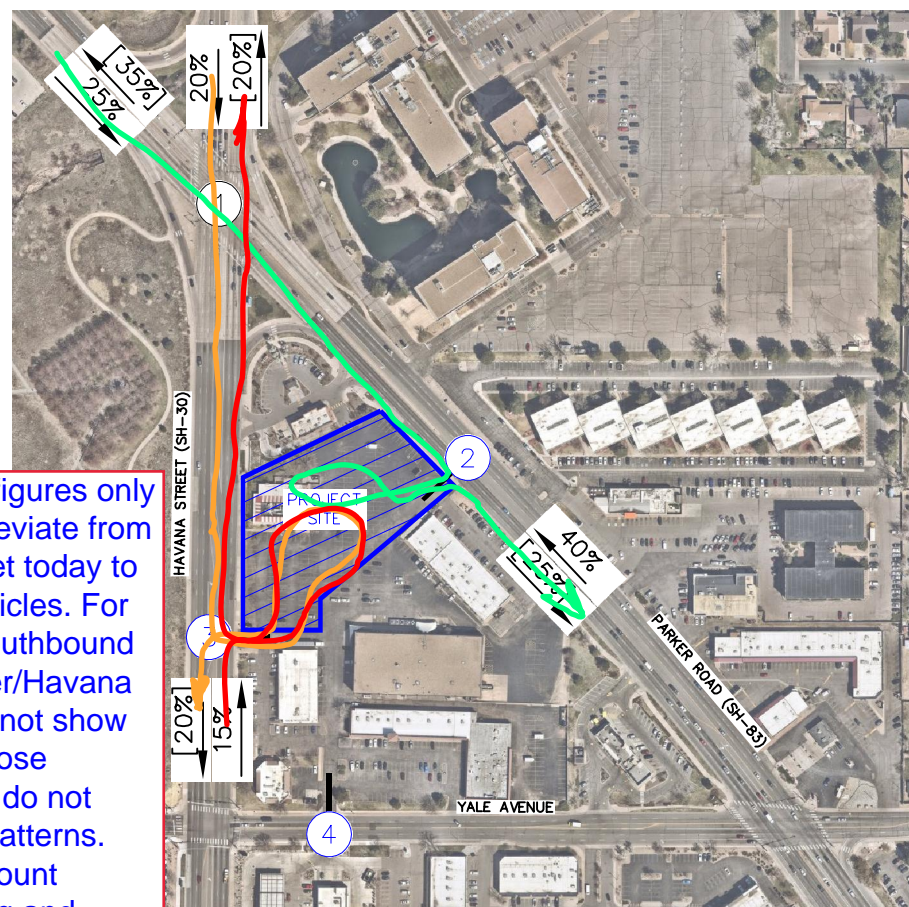 [35%]
25%
20%
[20%]
1
HAVANA STREET (SH-30)
2
PROJECT
SITE
40%
[25%]
PARKER ROAD (SH-83)
3
[20%]
15%
YALE AVENUE
4
igures only
eviate from
et today to
icles. For
uthbound
er/Havana
not show
ose
do not
atterns.
ount